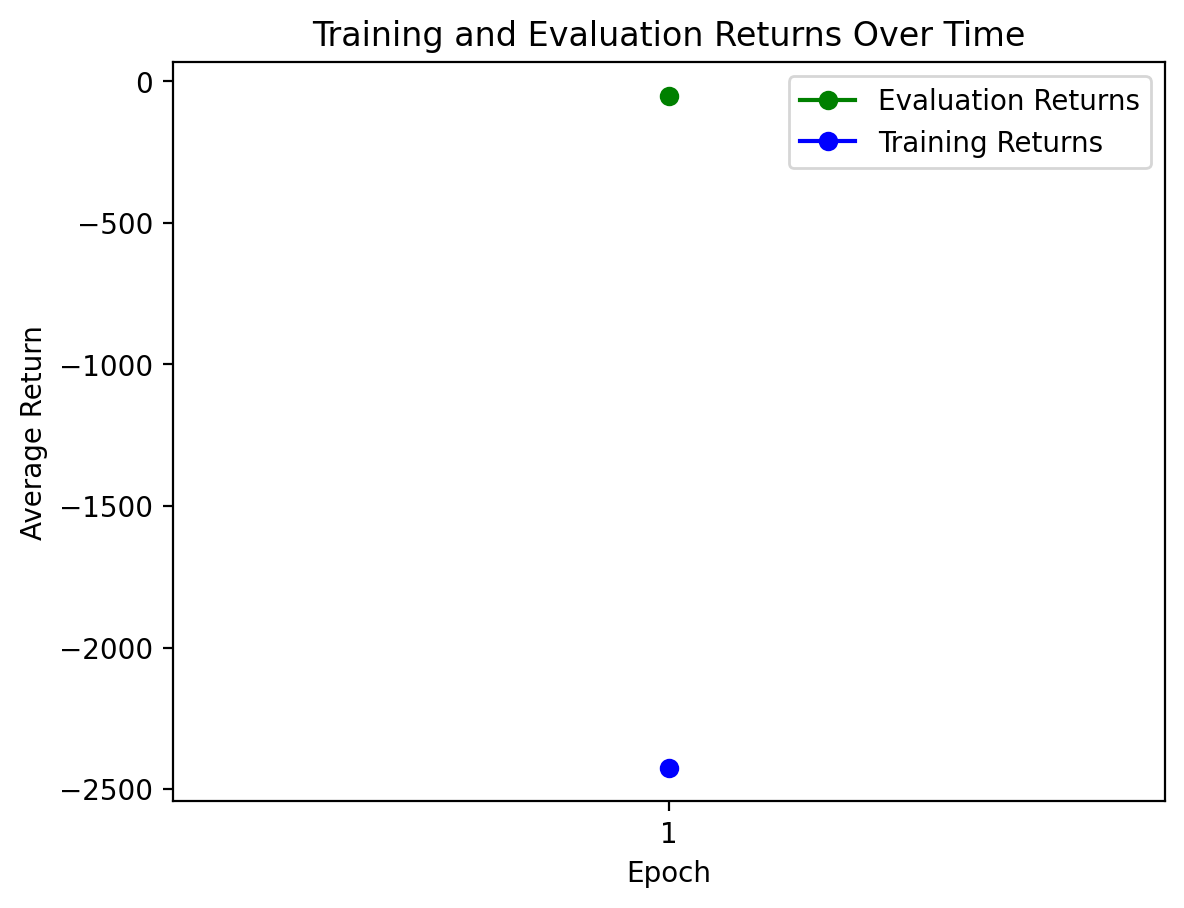 Training and Evaluation Returns Over Time
Evaluation Returns
Training Returns
0
−500
−1000
−1500
−2000
−2500
Average Return
1
Epoch